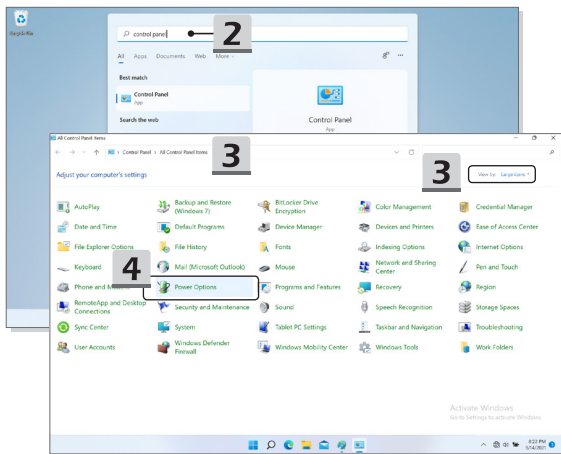 Recycle Bin
control panel
2
All Apps Documents Web More
Best match
Control Panel
App
Search the web
Control Panel
App
All Control Panel Items
3
Control Panel > All Control Panel Items
3
View by: Large icons
Adjust your computer's settings
AutoPlay
Backup and Restore
(Windows 7)
BitLocker Drive
Encryption
Color Management
Credential Manager
Date and Time
Default Programs
Device Manager
Devices and Printers
Ease of Access Center
File Explorer Options
File History
Fonts
Indexing Options
Internet Options
Keyboard
4
Mail (Microsoft Outlook)
Mouse
Network and Sharing
Center
Pen and Touch
Phone and
Power Options
Programs and Features
Recovery
Region
RemoteApp and Desktop
Connections
Security and Maintenance
Sound
Speech Recognition
Storage Spaces
Sync Center
System
Tablet PC Settings
Taskbar and Navigation
Troubleshooting
User Accounts
Windows Defender
Firewall
Windows Mobility Center
Windows Tools
Work Folders
Activate Windows
Go to Settings to activate Windows.
8:22 PM
6/14/2021